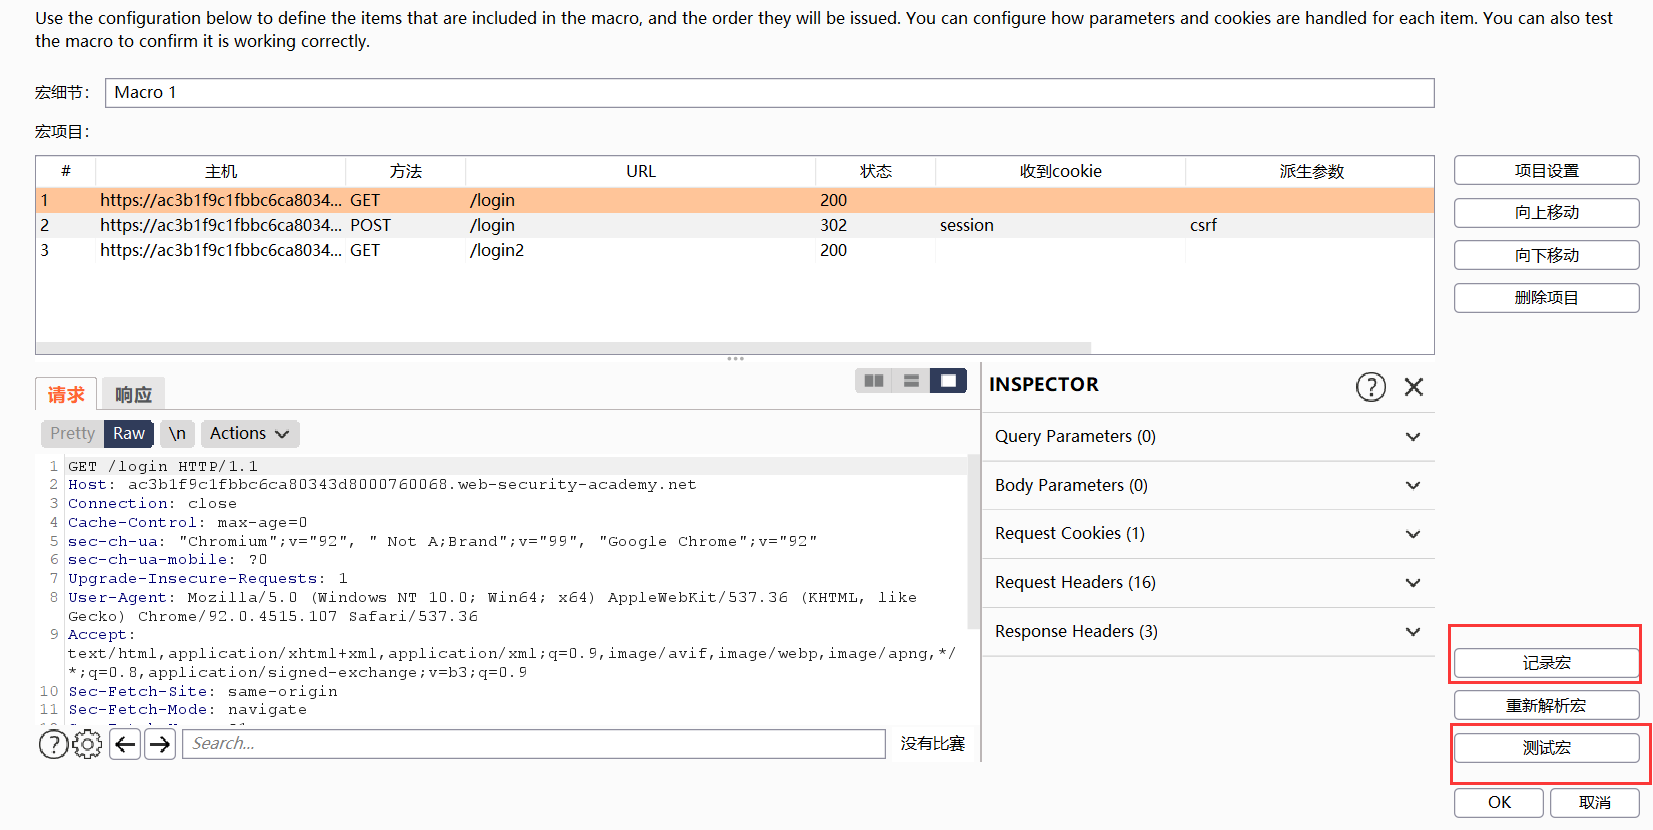 Use the configuration below to define the items that are included in the macro, and the order they will be issued. You can configure how parameters and cookies are handled for each item. You can also test
the macro to confirm it is working correctly.
宏细节： Macro 1
宏项目：
# 主机 方法 URL 状态 收到cookie 派生参数
1 https://ac3b1f9c1fbbc6ca8034... GET /login 200
2 https://ac3b1f9c1fbbc6ca8034... POST /login 302 session csrf
3 https://ac3b1f9c1fbbc6ca8034... GET /login2 200
项目设置
向上移动
向下移动
删除项目
请求 响应
Pretty Raw \n Actions
1 GET /login HTTP/1.1
2 Host: ac3b1f9c1fbbc6ca80343d8000760068.web-security-academy.net
3 Connection: close
4 Cache-Control: max-age=0
5 sec-ch-ua: "Chromium";v="92", " Not A;Brand";v="99", "Google Chrome";v="92"
6 sec-ch-ua-mobile: ?0
7 Upgrade-Insecure-Requests: 1
8 User-Agent: Mozilla/5.0 (Windows NT 10.0; Win64; x64) AppleWebKit/537.36 (KHTML, like
Gecko) Chrome/92.0.4515.107 Safari/537.36
9 Accept:
text/html,application/xhtml+xml,application/xml;q=0.9,image/avif,image/webp,image/apng,*/
*;q=0.8,application/signed-exchange;v=b3;q=0.9
10 Sec-Fetch-Site: same-origin
11 Sec-Fetch-Mode: navigate
Search...
没有比赛
INSPECTOR
Query Parameters (0)
Body Parameters (0)
Request Cookies (1)
Request Headers (16)
Response Headers (3)
记录宏
重新解析宏
测试宏
OK 取消